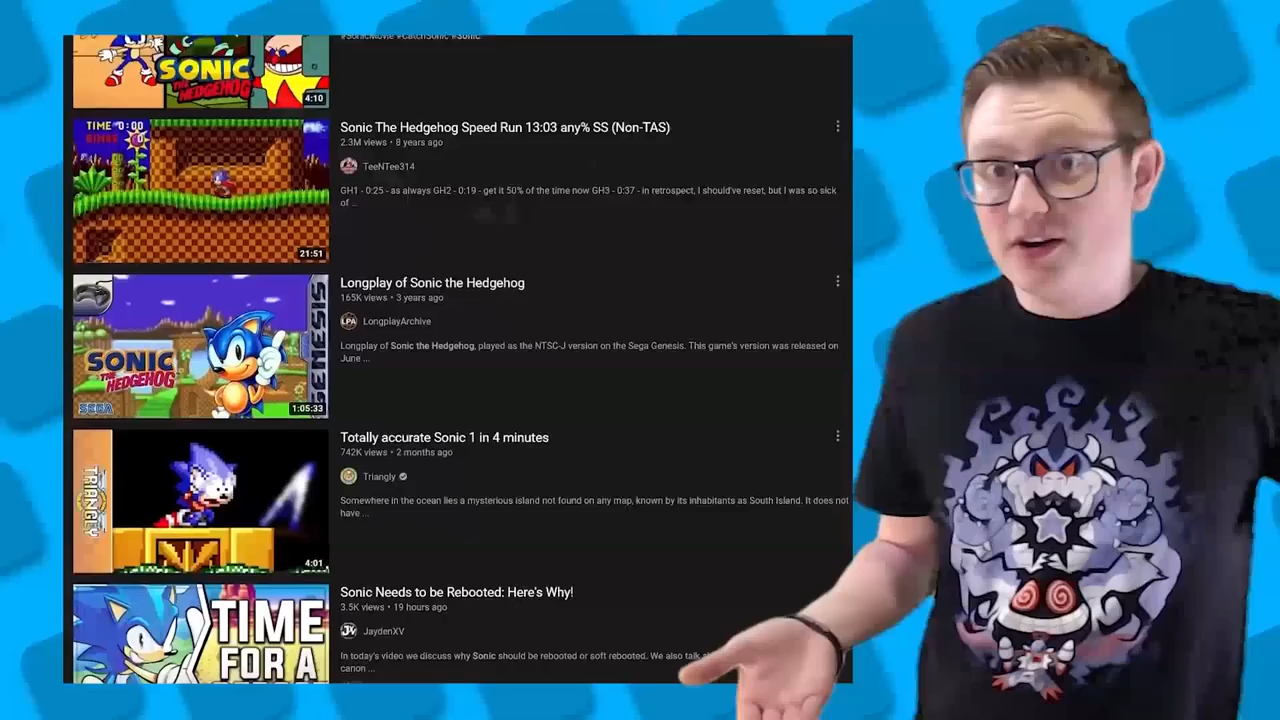 #SonicMovie #CatchSonic #Sonic
SONIC
THE
HEDGEHOG
4:10
TIME 0:00
RINGS
21:51
Sonic The Hedgehog Speed Run 13:03 any% SS (Non-TAS)
2.3M views • 8 years ago
TeeNTee314
GH1 - 0:25 - as always GH2 - 0:19 - get it 50% of the time now GH3 - 0:37 - in retrospect, I should've reset, but I was so sick
of ...
SONIC
THE
HEDGEHOG
SEGA
GENESIS
1:05:33
Longplay of Sonic the Hedgehog
165K views • 3 years ago
LPA
LongplayArchive
Longplay of Sonic the Hedgehog, played as the NTSC-J version on the Sega Genesis. This game's version was released on
June ...
TRIANGLY
4:01
Totally accurate Sonic 1 in 4 minutes
742K views • 2 months ago
Triangly
Somewhere in the ocean lies a mysterious island not found on any map, known by its inhabitants as South Island. It does not
have ...
TIME
FOR A
Sonic Needs to be Rebooted: Here's Why!
3.5K views • 19 hours ago
JaydenXV
In today's video we discuss why Sonic should be rebooted or soft rebooted. We also talk
canon ...